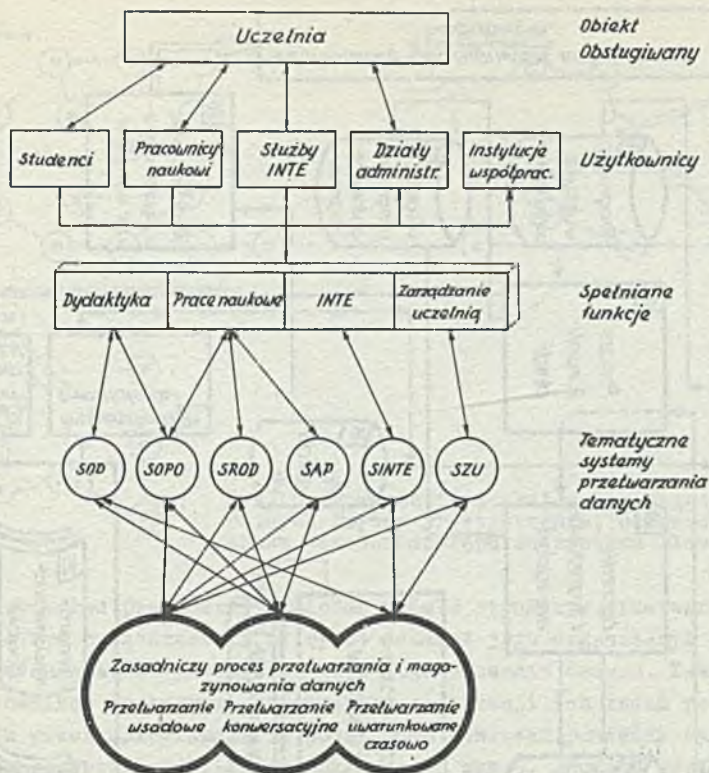 Uczelnia
Obiekt
Obsługiwany
Studenci
Pracownicy
naukowi
Służby
INTE
Działy
administr.
Instytucje
współprac.
Użytkownicy
Dydaktyka
Prace naukowe
INTE
Zarządzanie
uczelnią
Spełniane
funkcje
SOD
SOPO
SROD
SAP
SINTE
SZU
Tematyczne
systemy
przetwarzania
danych
Zasadniczy proces przetwarzania i maga-
zynowania danych
Przetwarzanie
wsadowe
Przetwarzanie
konwersacyjne
Przetwarzanie
uwarunkowane
czasowo